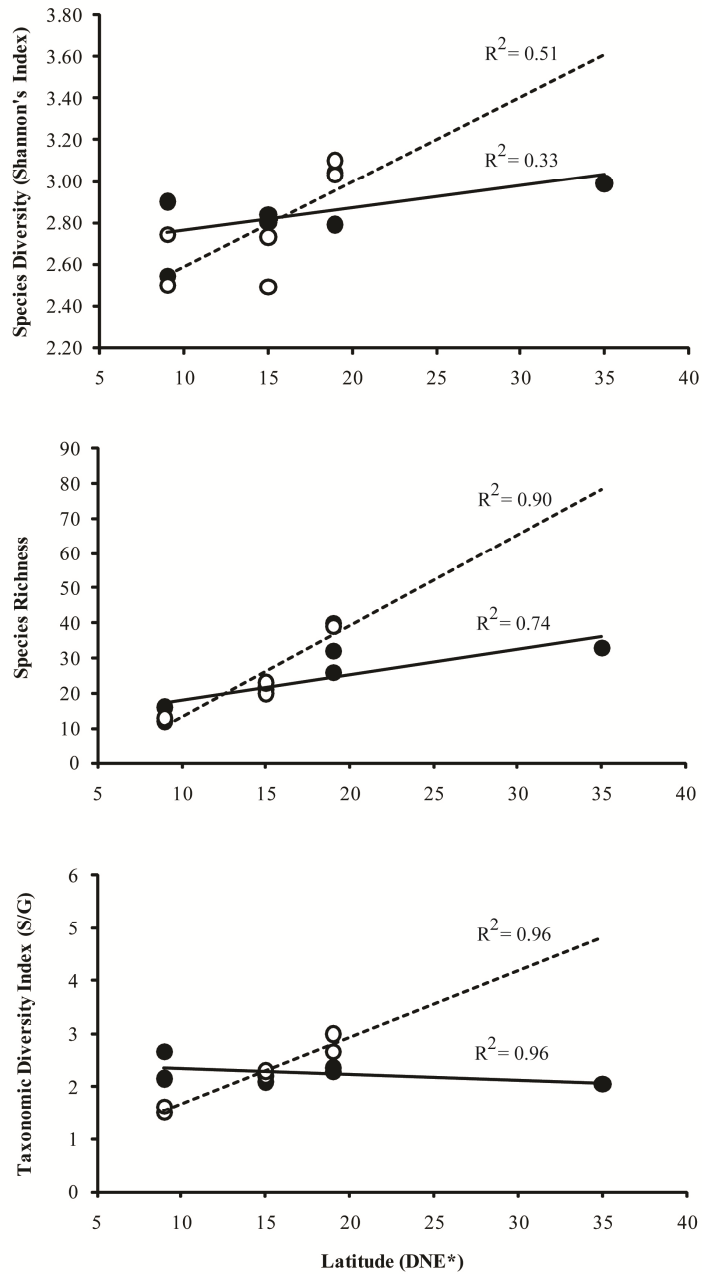 3.80
3.60
3.40
3.20
3.00
2.80
2.60
2.40
2.20
Species Diversity (Shannon's Index)
R2= 0.51
R2= 0.33
5 10 15 20 25 30 35 40
90
80
70
60
50
40
30
20
10
0
Species Richness
R2= 0.90
R2= 0.74
5 10 15 20 25 30 35 40
6
5
4
3
2
1
0
Taxonomic Diversity Index (S/G)
R2= 0.96
R2= 0.96
5 10 15 20 25 30 35 40
Latitude (DNE*)